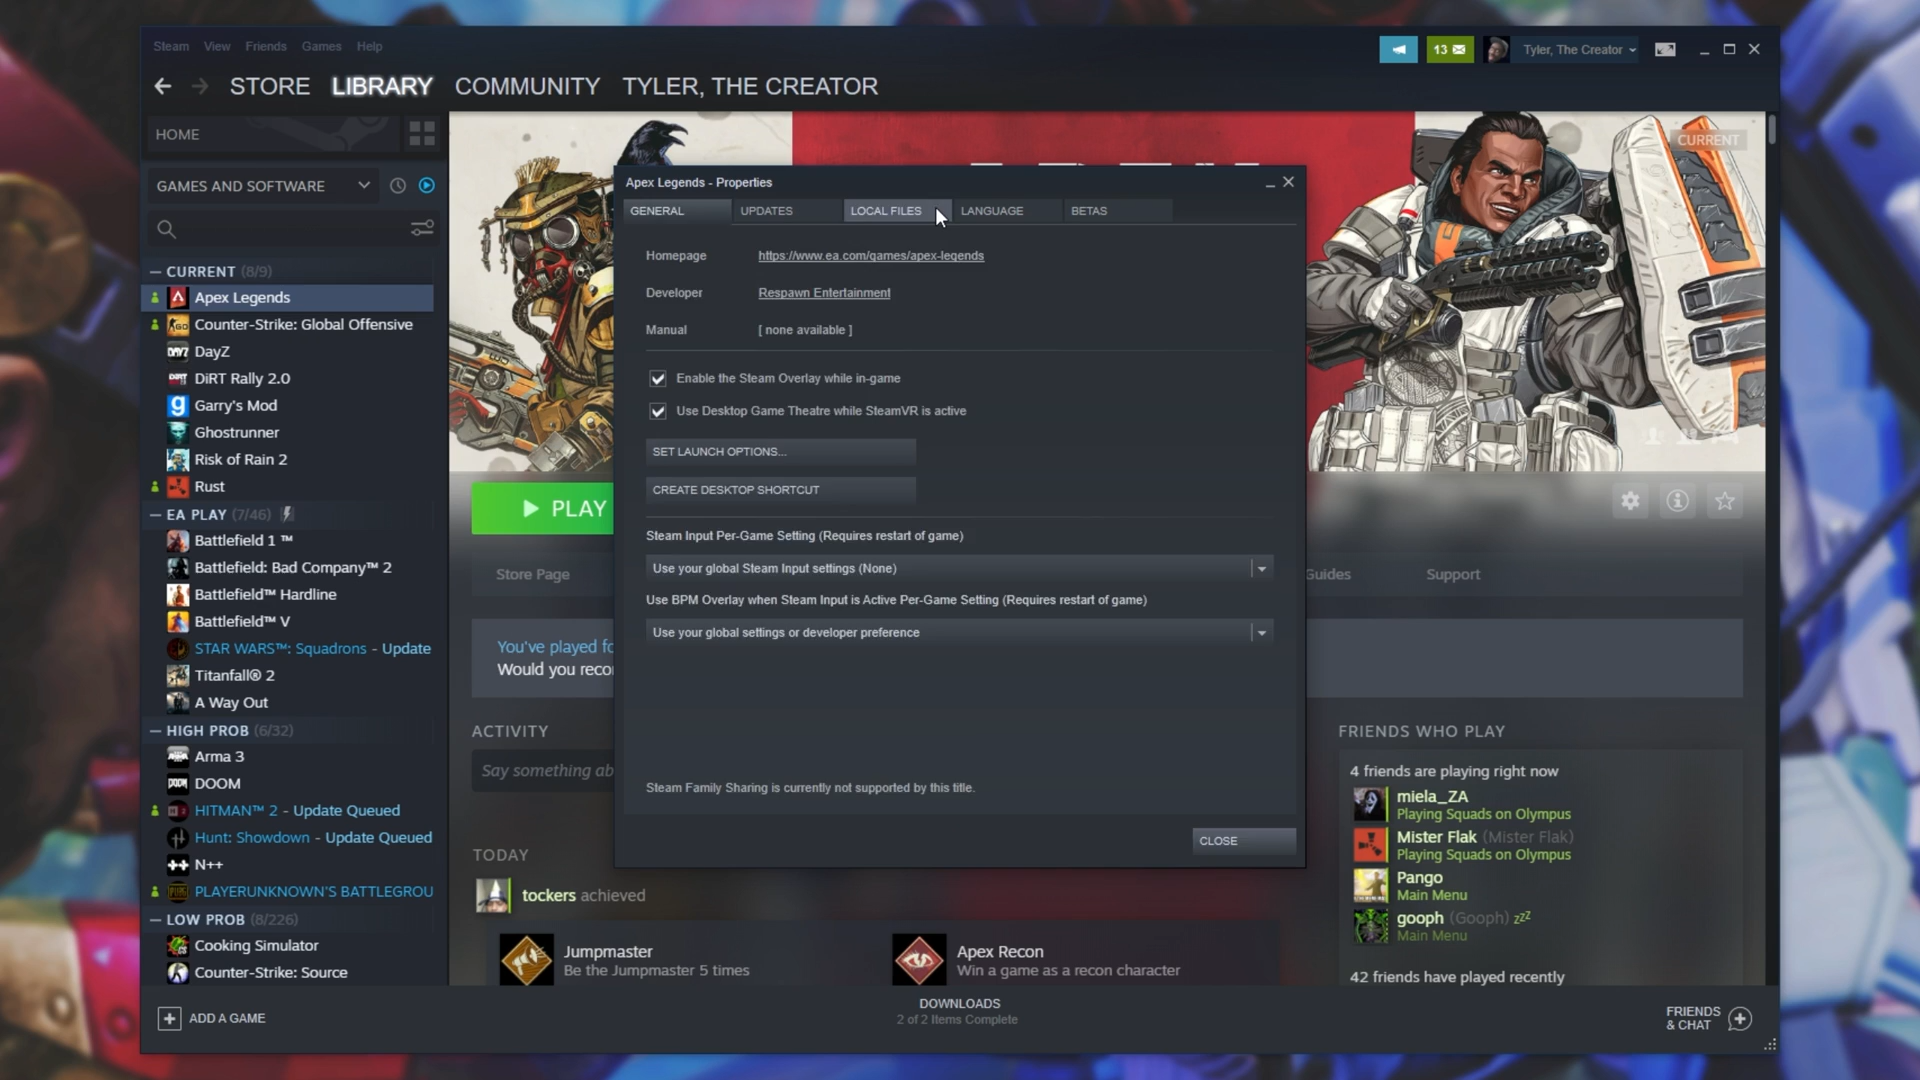 Steam View Friends Games Help
13
Tyler, The Creator
STORE LIBRARY COMMUNITY TYLER, THE CREATOR
HOME
GAMES AND SOFTWARE
CURRENT (8/9)
Apex Legends
Counter-Strike: Global Offensive
DayZ
DiRT Rally 2.0
Garry's Mod
Ghostrunner
Risk of Rain 2
Rust
EA PLAY (7/46)
Battlefield 1 ™
Battlefield: Bad Company™ 2
Battlefield™ Hardline
Battlefield™ V
STAR WARS™: Squadrons - Update
Titanfall® 2
A Way Out
HIGH PROB (6/32)
Arma 3
DOOM
HITMAN™ 2 - Update Queued
Hunt: Showdown - Update Queued
N++
PLAYERUNKNOWN'S BATTLEGROU
LOW PROB (8/226)
Cooking Simulator
Counter-Strike: Source
CURRENT
Apex Legends - Properties
GENERAL UPDATES LOCAL FILES LANGUAGE BETAS
Homepage https://www.ea.com/games/apex-legends
Developer Respawn Entertainment
Manual [ none available ]
Enable the Steam Overlay while in-game
Use Desktop Game Theatre while SteamVR is active
SET LAUNCH OPTIONS...
CREATE DESKTOP SHORTCUT
Steam Input Per-Game Setting (Requires restart of game)
Use your global Steam Input settings (None)
Use BPM Overlay when Steam Input is Active Per-Game Setting (Requires restart of game)
Use your global settings or developer preference
Steam Family Sharing is currently not supported by this title.
CLOSE
PLAY
Store Page
Guides
Support
You've played fo
Would you reco
ACTIVITY
Say something ab
TODAY
tockers achieved
Jumpmaster
Be the Jumpmaster 5 times
Apex Recon
Win a game as a recon character
FRIENDS WHO PLAY
4 friends are playing right now
miela_ZA
Playing Squads on Olympus
Mister Flak (Mister Flak)
Playing Squads on Olympus
Pango
Main Menu
gooph (Gooph) zzz
Main Menu
42 friends have played recently
ADD A GAME
DOWNLOADS
2 of 2 Items Complete
FRIENDS
& CHAT